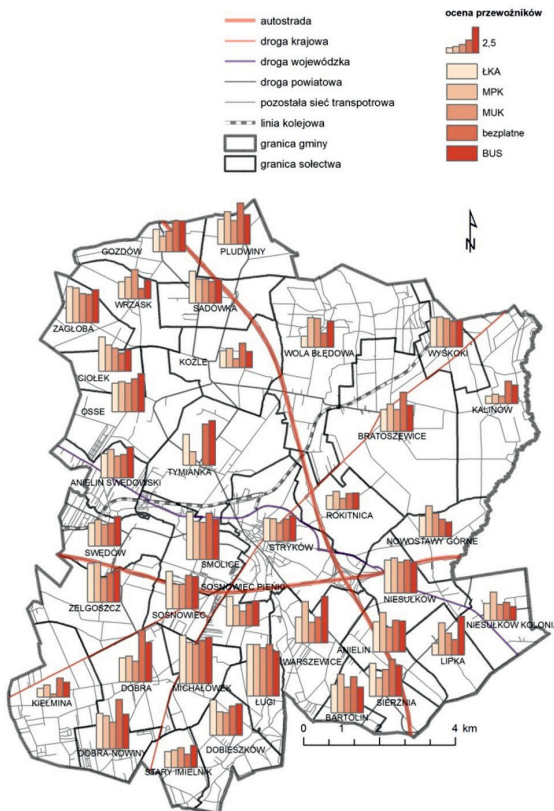 autostrada
droga krajowa
droga wojewódzka
droga powiatowa
pozostała sieć transpotrowa
linia kolejowa
granica gminy
granica sołectwa
ocena przewoźników
2,5
ŁKA
MPK
MUK
bezpłatne
BUS
N
GOZDÓW
PLUDWINY
WRZASK
SADÓWKA
ZAGŁOBA
WOLA BŁĘDOWA
WYSKOKI
KOŹLE
CIOŁEK
KALINÓW
OSSE
BRATOSZEWICE
TYMIANKA
ANIELIN SWĘDOWSKI
ROKITNICA
NOWOSTAWY GÓRNE
SWĘDÓW
STRYKÓW
SMOLICE
SOSNOWIEC PIEŃKI
ZELGOSZCZ
NIESUŁKÓW
SOSNOWIEC
NIESUŁKÓW KOLONIA
ANIELIN
WARSZEWICE
LIPKA
DOBRA
MICHAŁÓWEK
KIEŁMINA
ŁUGI
SIERŻNIA
BARTOLIN
DOBRA-NOWINY
DOBIESZKÓW
STARY IMIELNIK
0 1 2 4 km